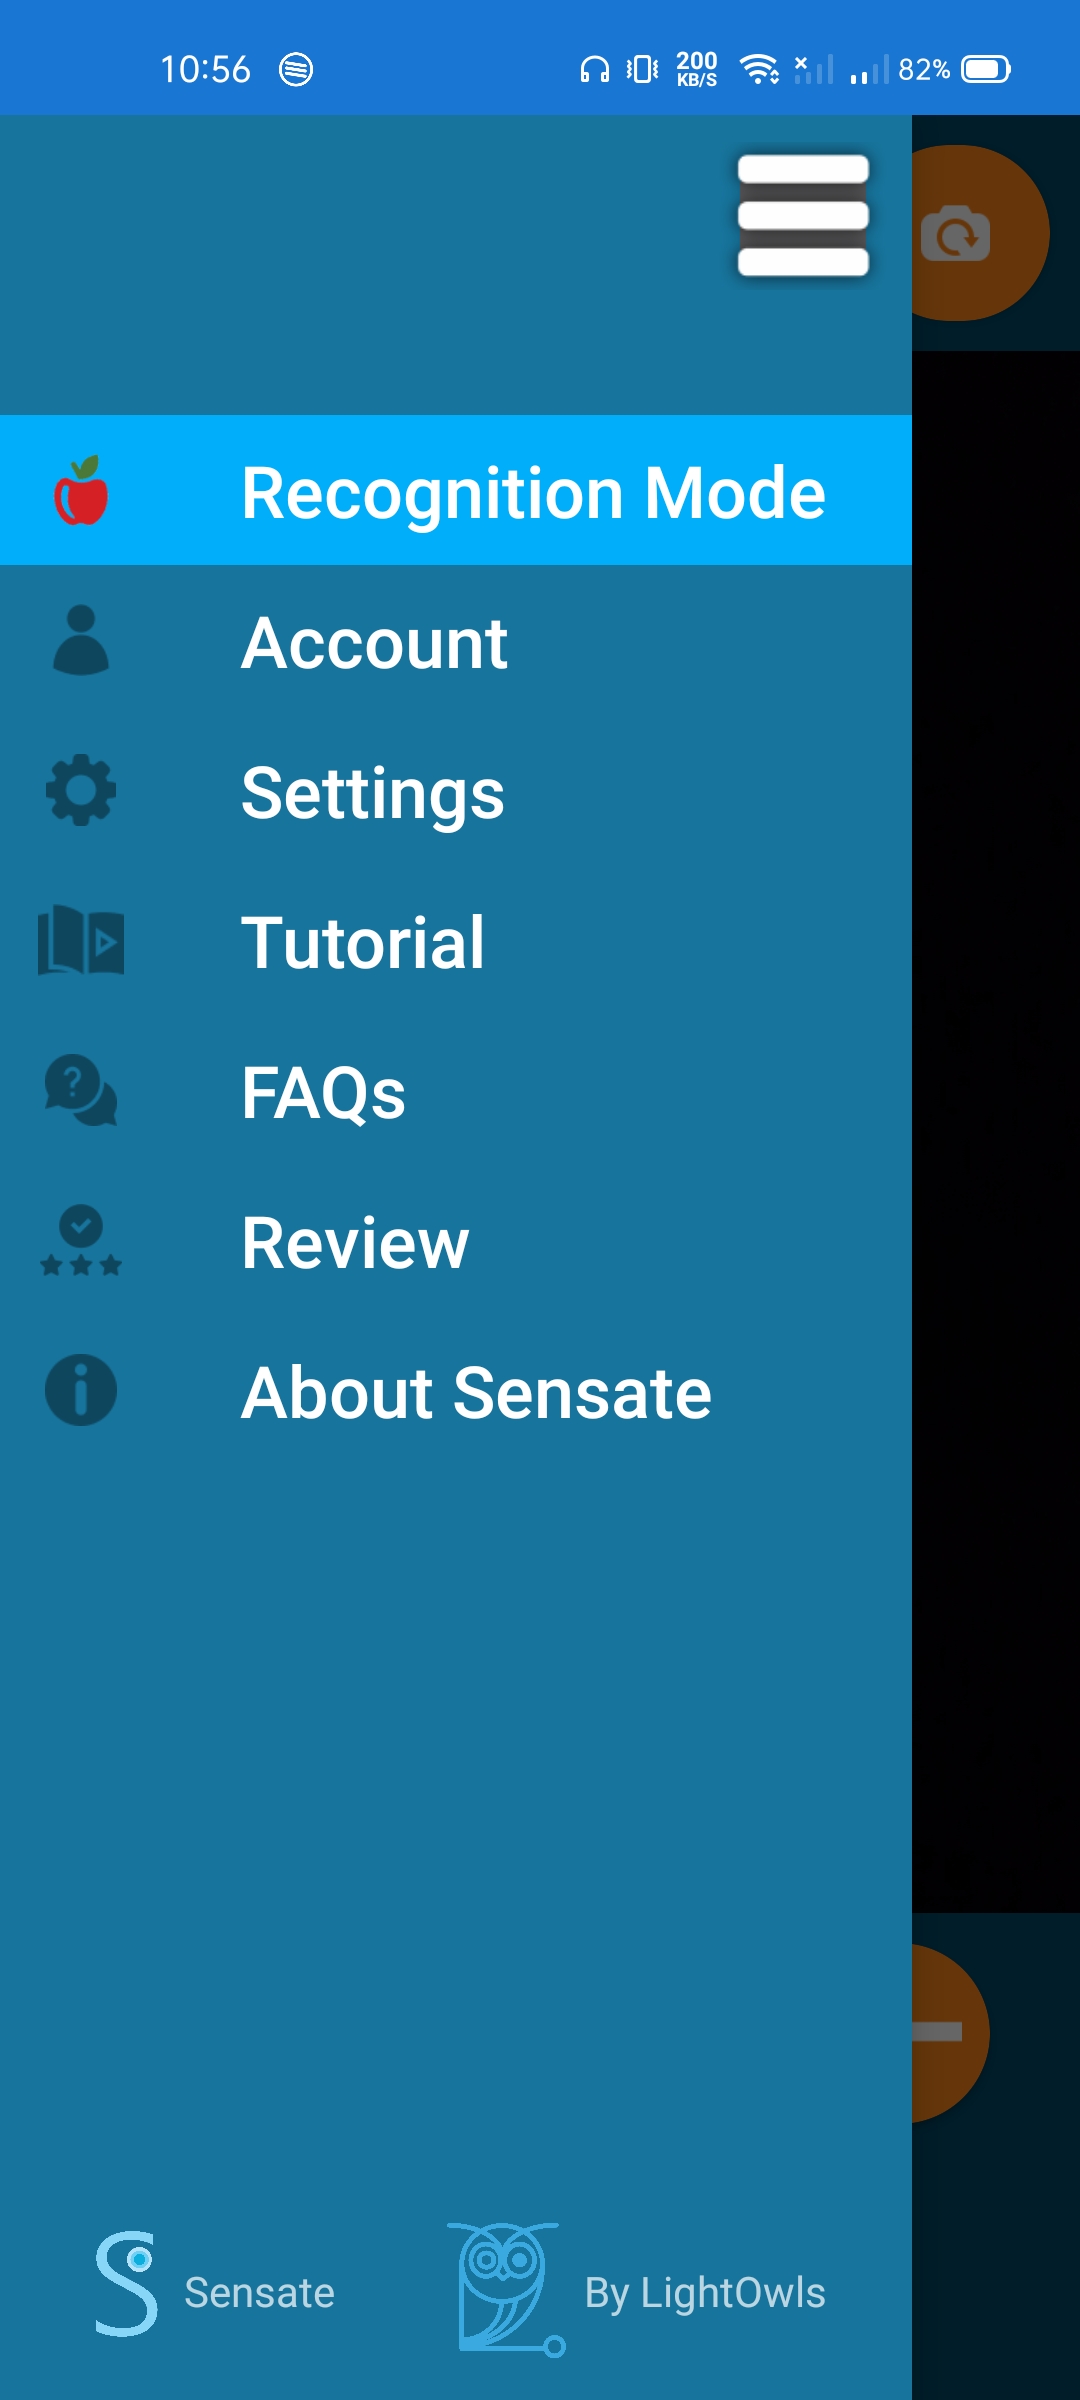 10:56 200 KB/S 82%
Recognition Mode
Account
Settings
Tutorial
FAQs
Review
About Sensate
Sensate By LightOwls